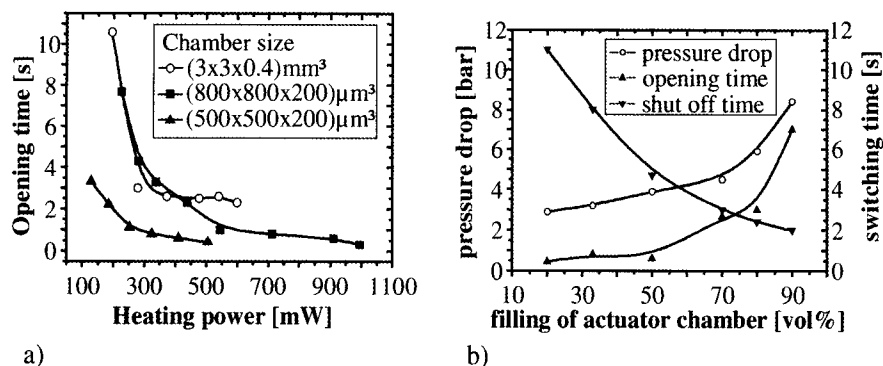 Opening time [s]
10
8
6
4
2
0
Chamber size
(3x3x0.4)mm³
(800x800x200)µm³
(500x500x200)µm³
100 300 500 700 900 1100
Heating power [mW]
a)
pressure drop [bar]
12
10
8
6
4
2
0
pressure drop
opening time
shut off time
12
10
8
6
4
2
0
switching time [s]
10 30 50 70 90
filling of actuator chamber [vol%]
b)